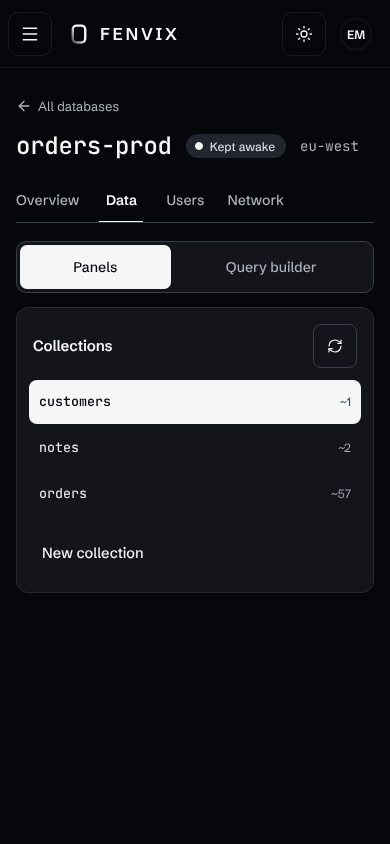 FENVIX
EM
All databases
orders-prod Kept awake eu-west
Overview Data Users Network
Panels Query builder
Collections
customers ~1
notes ~2
orders ~57
New collection